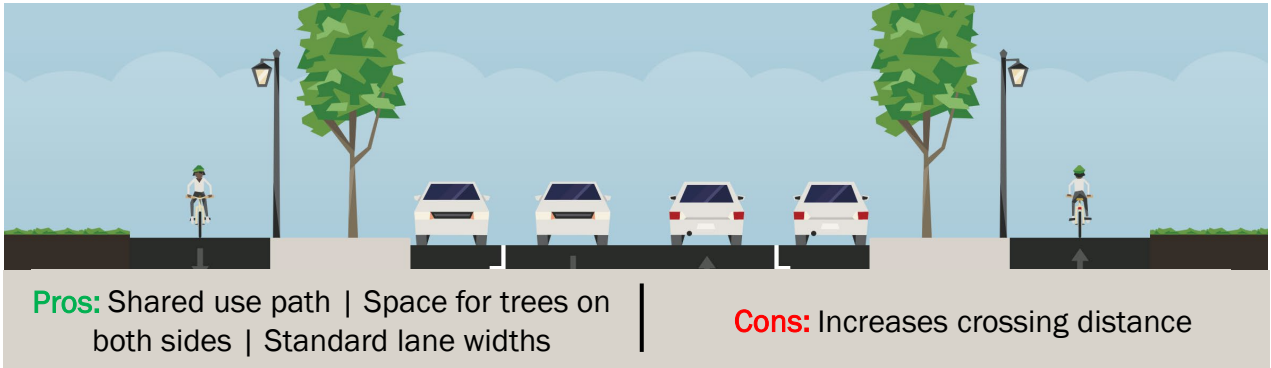 Pros: Shared use path | Space for trees on
both sides | Standard lane widths
Cons: Increases crossing distance